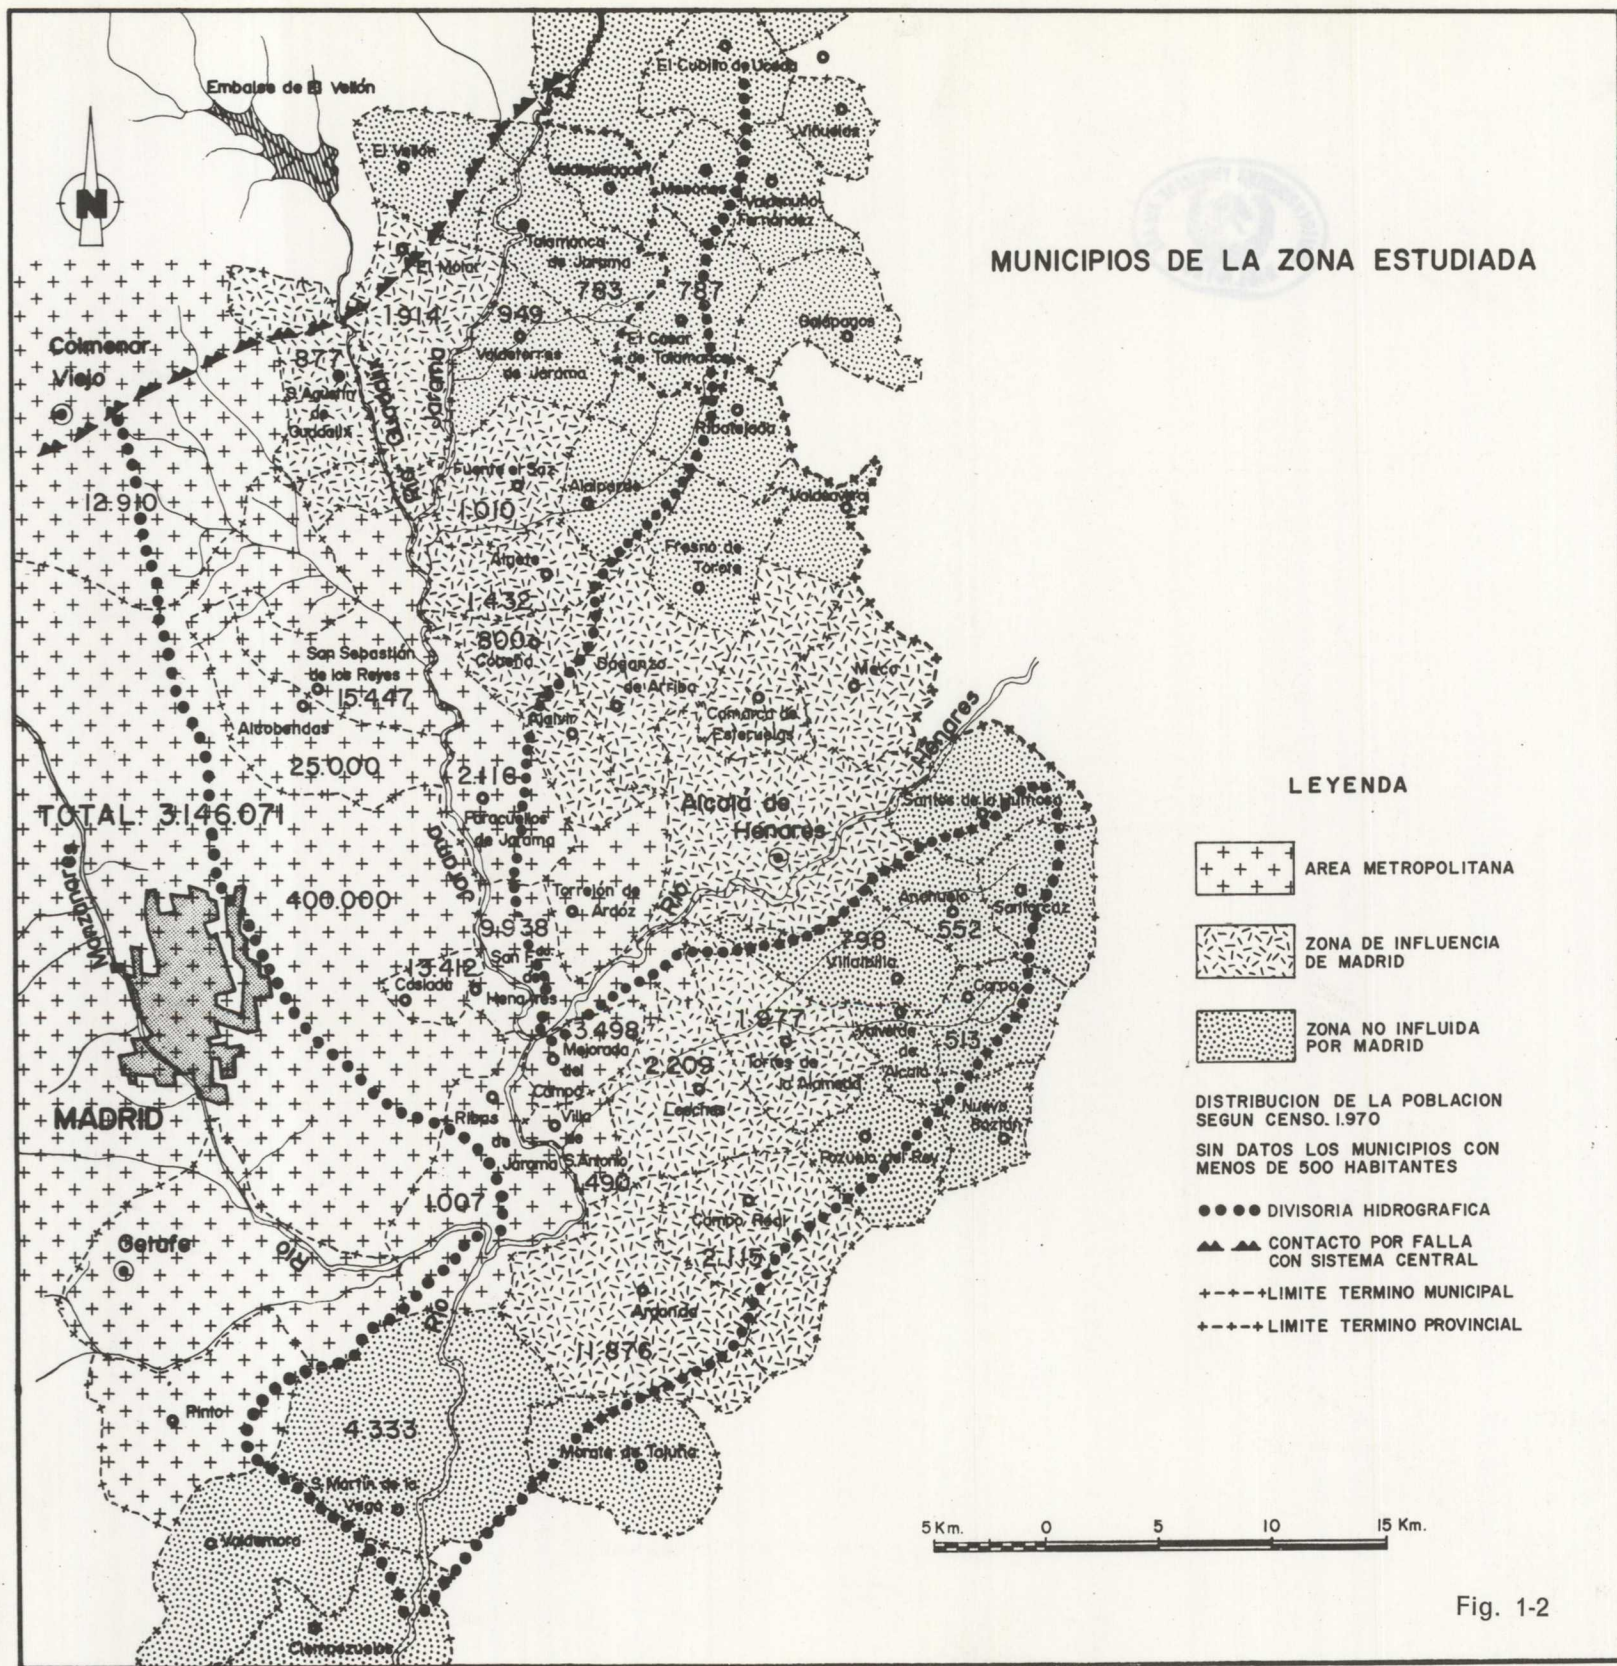 El Cubillo de Uceda
Embalse de El Vellón
Viñuelas
El Vellón
Valdepielagos
Mesones
Valdenuño-
Fernández
N
Talamanca
de Jarama
El Molar
MUNICIPIOS DE LA ZONA ESTUDIADA
783
787
1.914
949
Galápagos
Colmenar
Viejo
877
Valdetorres
de Jarama
El Casar
de Talamanca
S. Agustín
de
Guadalix
Guadalix
Río
Jarama
Ribatejada
Fuente el Saz
Alalpardo
Valdeavero
12.910
1.010
Fresno de
Torote
Algete
1.432
800
Cobeña
San Sebastián
de los Reyes
15.447
Daganzo
de Arriba
Meco
Alcobendas
Ajalvir
Camarca de
Esteruelas
Henares
25.000
2.116
LEYENDA
TOTAL: 3.146.071
Alcalá de
Henares
Santos de la Humosa
Paracuellos
de Jarama
Jarama
Manzanares
AREA METROPOLITANA
400.000
Torrejón de
Ardóz
Río
Anchuelo
Santorcaz
552
9.938
798
ZONA DE INFLUENCIA
DE MADRID
13.412
San Fer.
de
Henares
Coslada
Villalbilla
Corpa
1.977
3.498
Valverde
de
Alcalá
513
ZONA NO INFLUIDA
POR MADRID
Mejorada
del
Campo
2.209
Torres de
la Alameda
Loeches
MADRID
Ribas
de
Jarama
Villa
de
S. Antonio
Nuevo
Baztán
DISTRIBUCION DE LA POBLACION
SEGUN CENSO. 1.970
Pozuelo del Rey
SIN DATOS LOS MUNICIPIOS CON
MENOS DE 500 HABITANTES
1.490
1.007
Campo Real
DIVISORIA HIDROGRAFICA
Getafe
Río
2.115
CONTACTO POR FALLA
CON SISTEMA CENTRAL
Arganda
LIMITE TERMINO MUNICIPAL
Río
LIMITE TERMINO PROVINCIAL
11.876
Pinto
4.333
Morata de Tajuña
S. Martín de la
Vega
Valdemoro
5 Km. 0 5 10 15 Km.
Fig. 1-2
Ciempozuelos